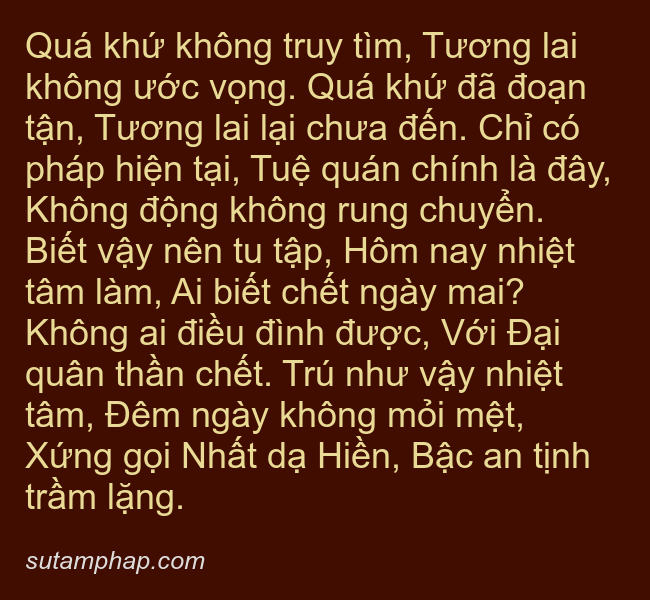 Quá khứ không truy tìm, Tương lai
không ước vọng. Quá khứ đã đoạn
tận, Tương lai lại chưa đến. Chỉ có
pháp hiện tại, Tuệ quán chính là đây,
Không động không rung chuyển.
Biết vậy nên tu tập, Hôm nay nhiệt
tâm làm, Ai biết chết ngày mai?
Không ai điều đình được, Với Đại
quân thần chết. Trú như vậy nhiệt
tâm, Đêm ngày không mỏi mệt,
Xứng gọi Nhất dạ Hiền, Bậc an tịnh
trầm lặng.
sutamphap.com